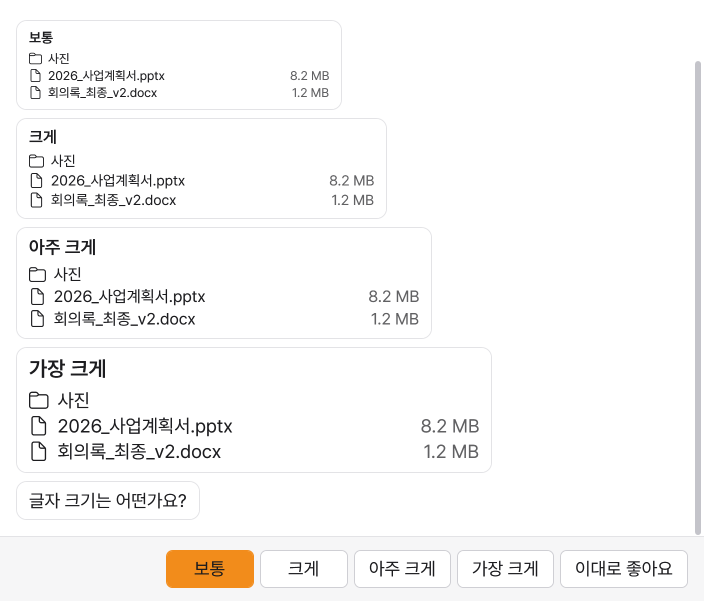 보통
사진
2026_사업계획서.pptx 8.2 MB
회의록_최종_v2.docx 1.2 MB
크게
사진
2026_사업계획서.pptx 8.2 MB
회의록_최종_v2.docx 1.2 MB
아주 크게
사진
2026_사업계획서.pptx 8.2 MB
회의록_최종_v2.docx 1.2 MB
가장 크게
사진
2026_사업계획서.pptx 8.2 MB
회의록_최종_v2.docx 1.2 MB
글자 크기는 어떤가요?
보통 크게 아주 크게 가장 크게 이대로 좋아요